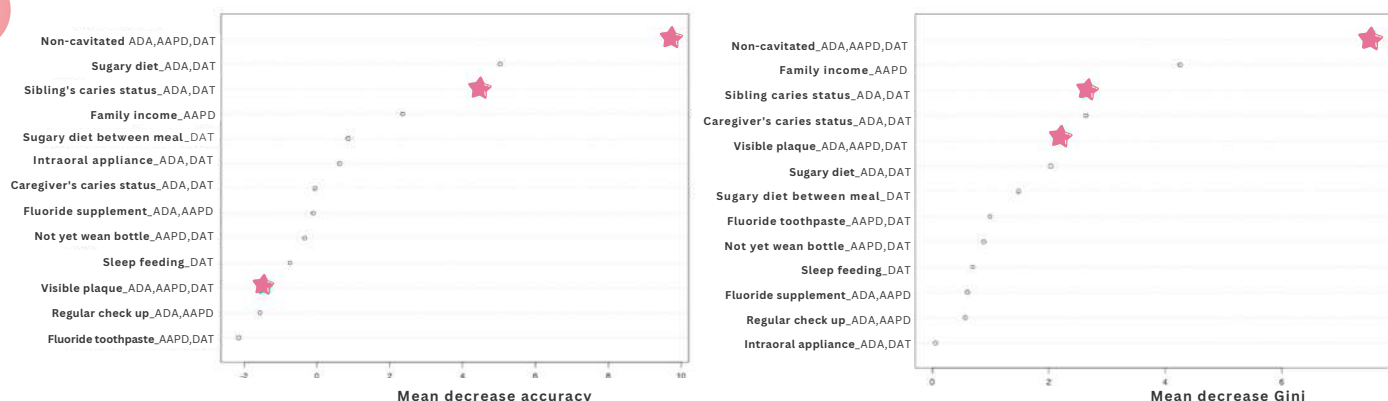 Non-cavitated ADA,AAPD,DAT
Sugary diet_ADA,DAT
Sibling's caries status_ADA,DAT
Family income_AAPD
Sugary diet between meal_DAT
Intraoral appliance_ADA,DAT
Caregiver's caries status_ADA,DAT
Fluoride supplement_ADA,AAPD
Not yet wean bottle_AAPD,DAT
Sleep feeding_DAT
Visible plaque_ADA,AAPD,DAT
Regular check up_ADA,AAPD
Fluoride toothpaste_AAPD,DAT
-2 0 2 4 6 8 10
Mean decrease accuracy
Non-cavitated_ADA,AAPD,DAT
Family income_AAPD
Sibling caries status_ADA,DAT
Caregiver's caries status_ADA,DAT
Visible plaque_ADA,AAPD,DAT
Sugary diet_ADA,DAT
Sugary diet between meal_DAT
Fluoride toothpaste_AAPD,DAT
Not yet wean bottle_AAPD,DAT
Sleep feeding_DAT
Fluoride supplement_ADA,AAPD
Regular check up_ADA,AAPD
Intraoral appliance_ADA,DAT
0 2 4 6
Mean decrease Gini